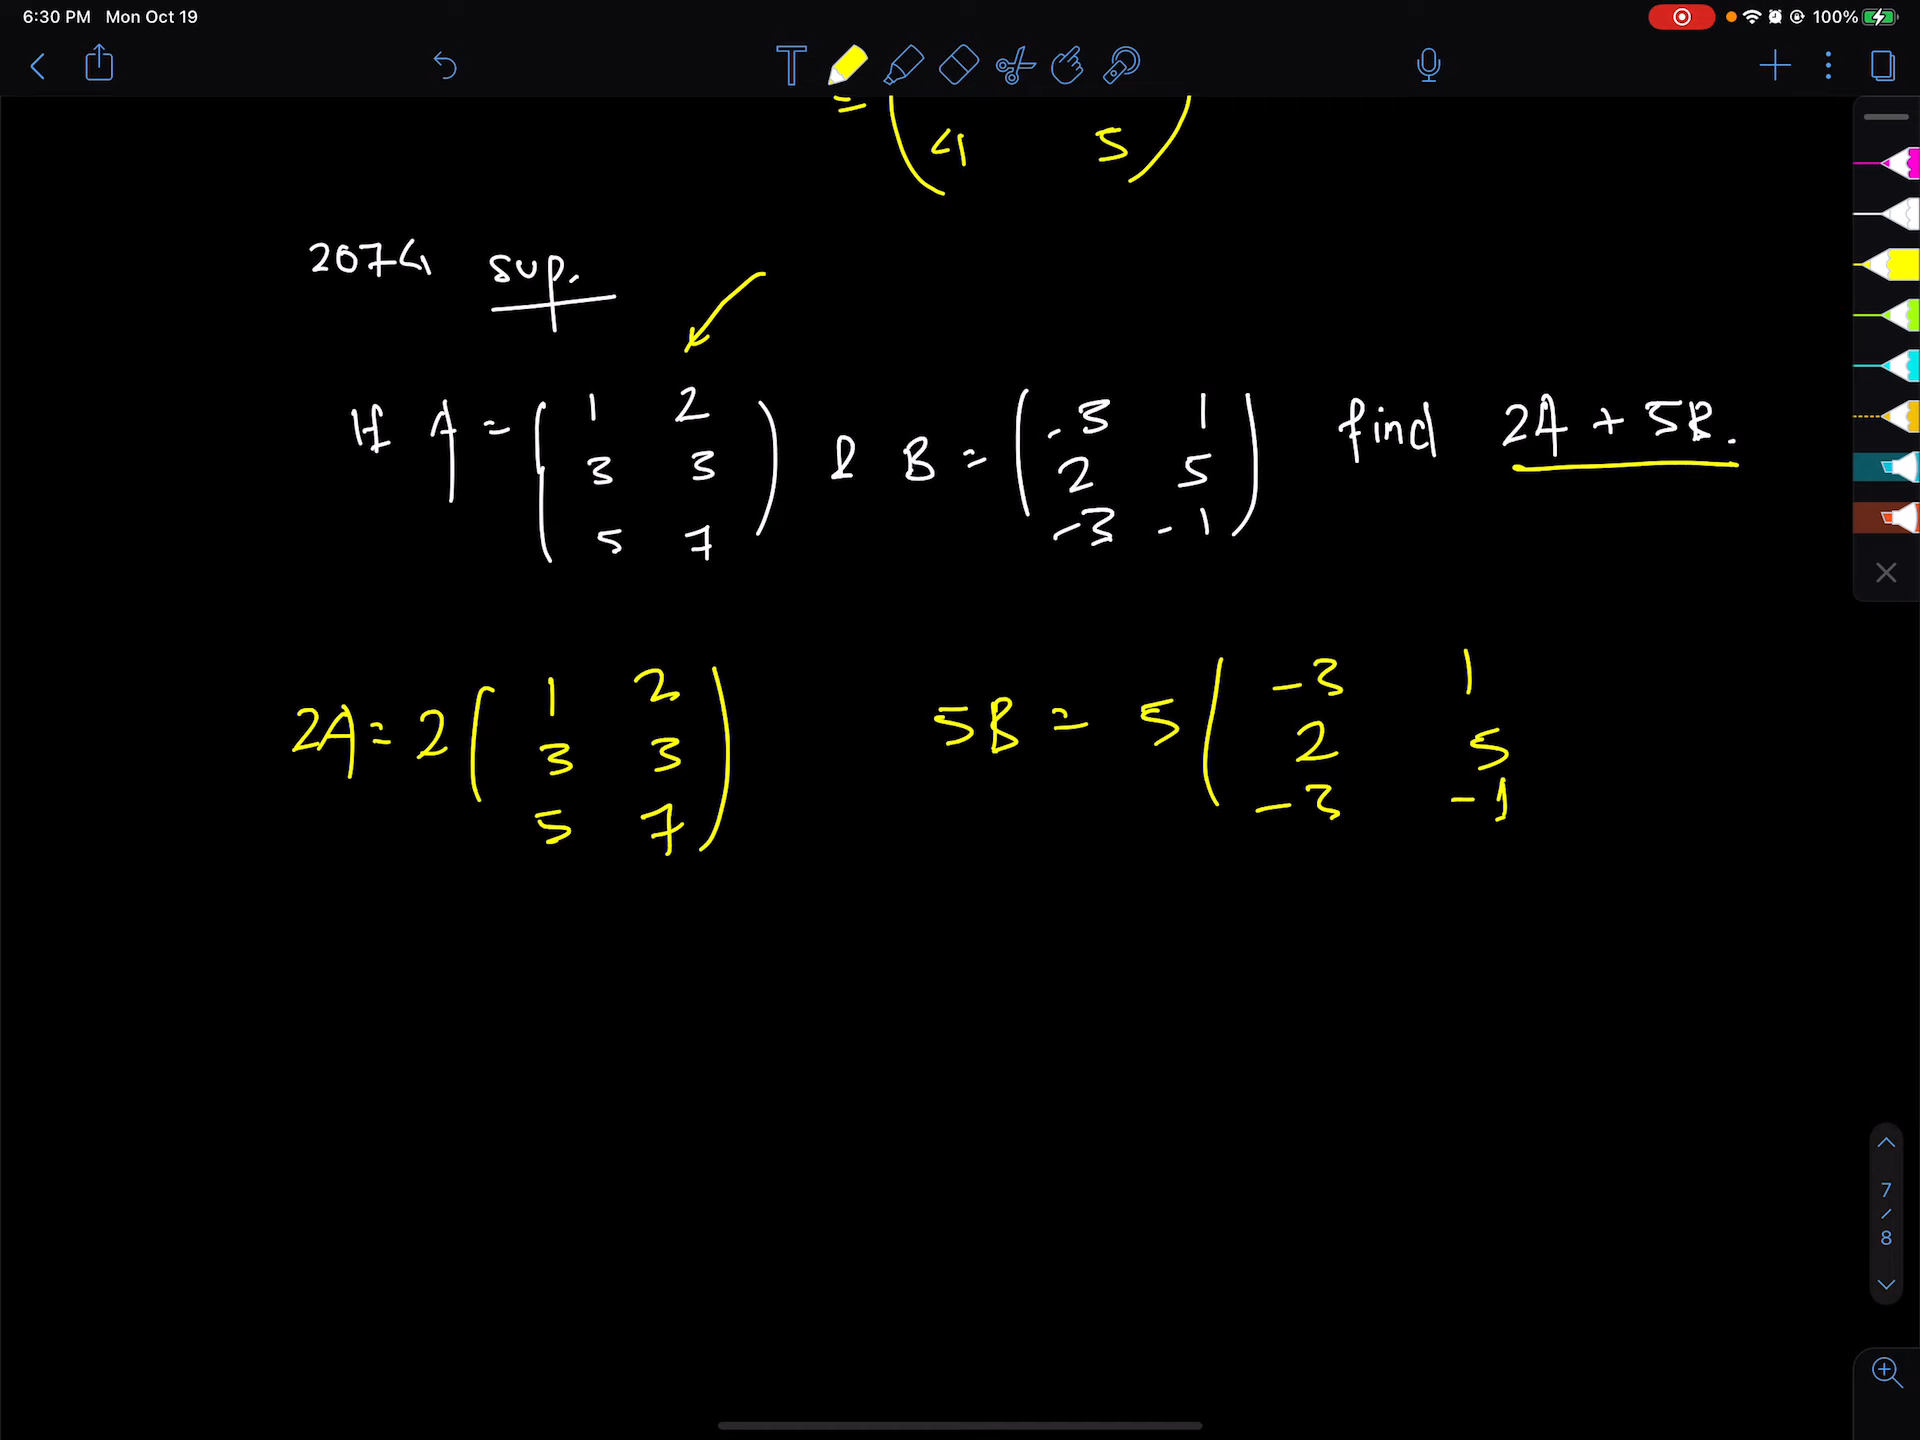 6:30 PM Mon Oct 19 100%
= 4 5
2074 sup.
If A = ( 1 2 & B = ( -3 1 ) find 2A + 5B.
3 3 2 5
5 7 ) -3 -1
2A = 2 ( 1 2 5B = 5 ( -3 1
3 3 2 5
5 7 ) -3 -1
7
/
8